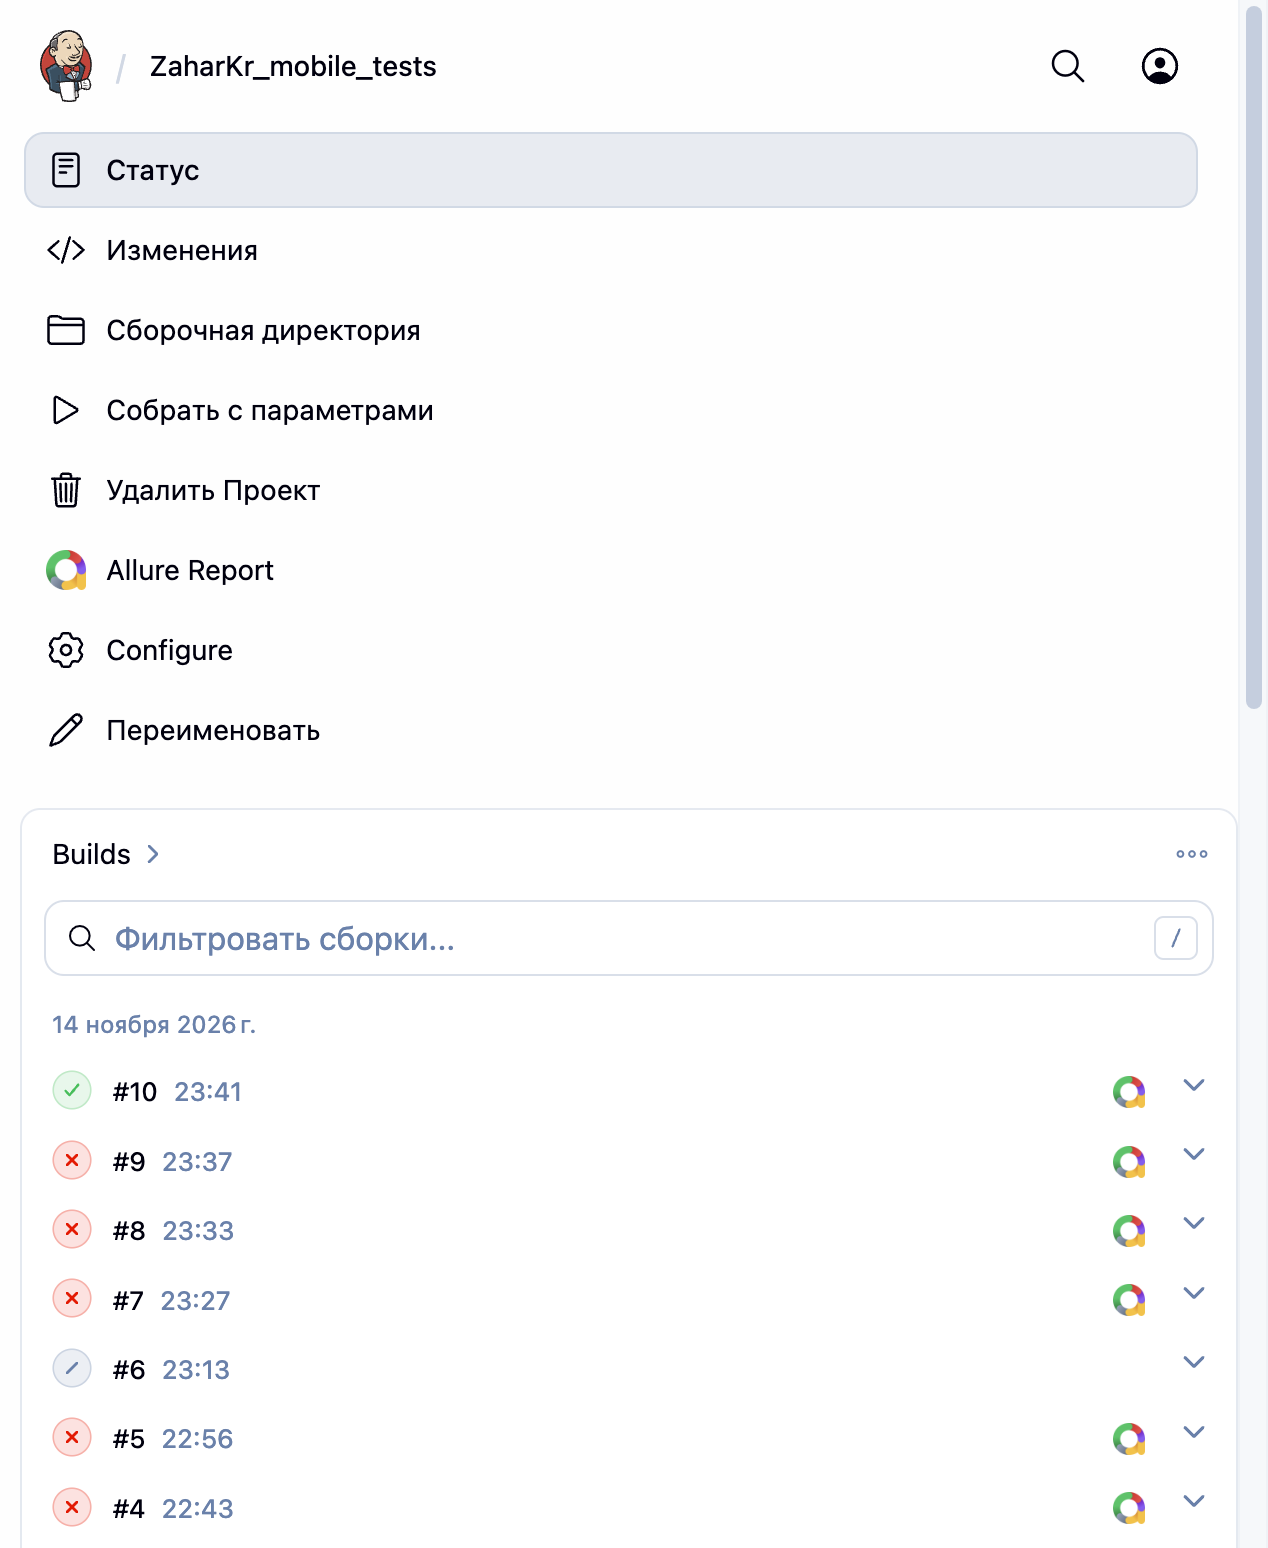 / ZaharKr_mobile_tests
Статус
Изменения
Сборочная директория
Собрать с параметрами
Удалить Проект
Allure Report
Configure
Переименовать
Builds
Фильтровать сборки... /
14 ноября 2026 г.
#10 23:41
#9 23:37
#8 23:33
#7 23:27
#6 23:13
#5 22:56
#4 22:43